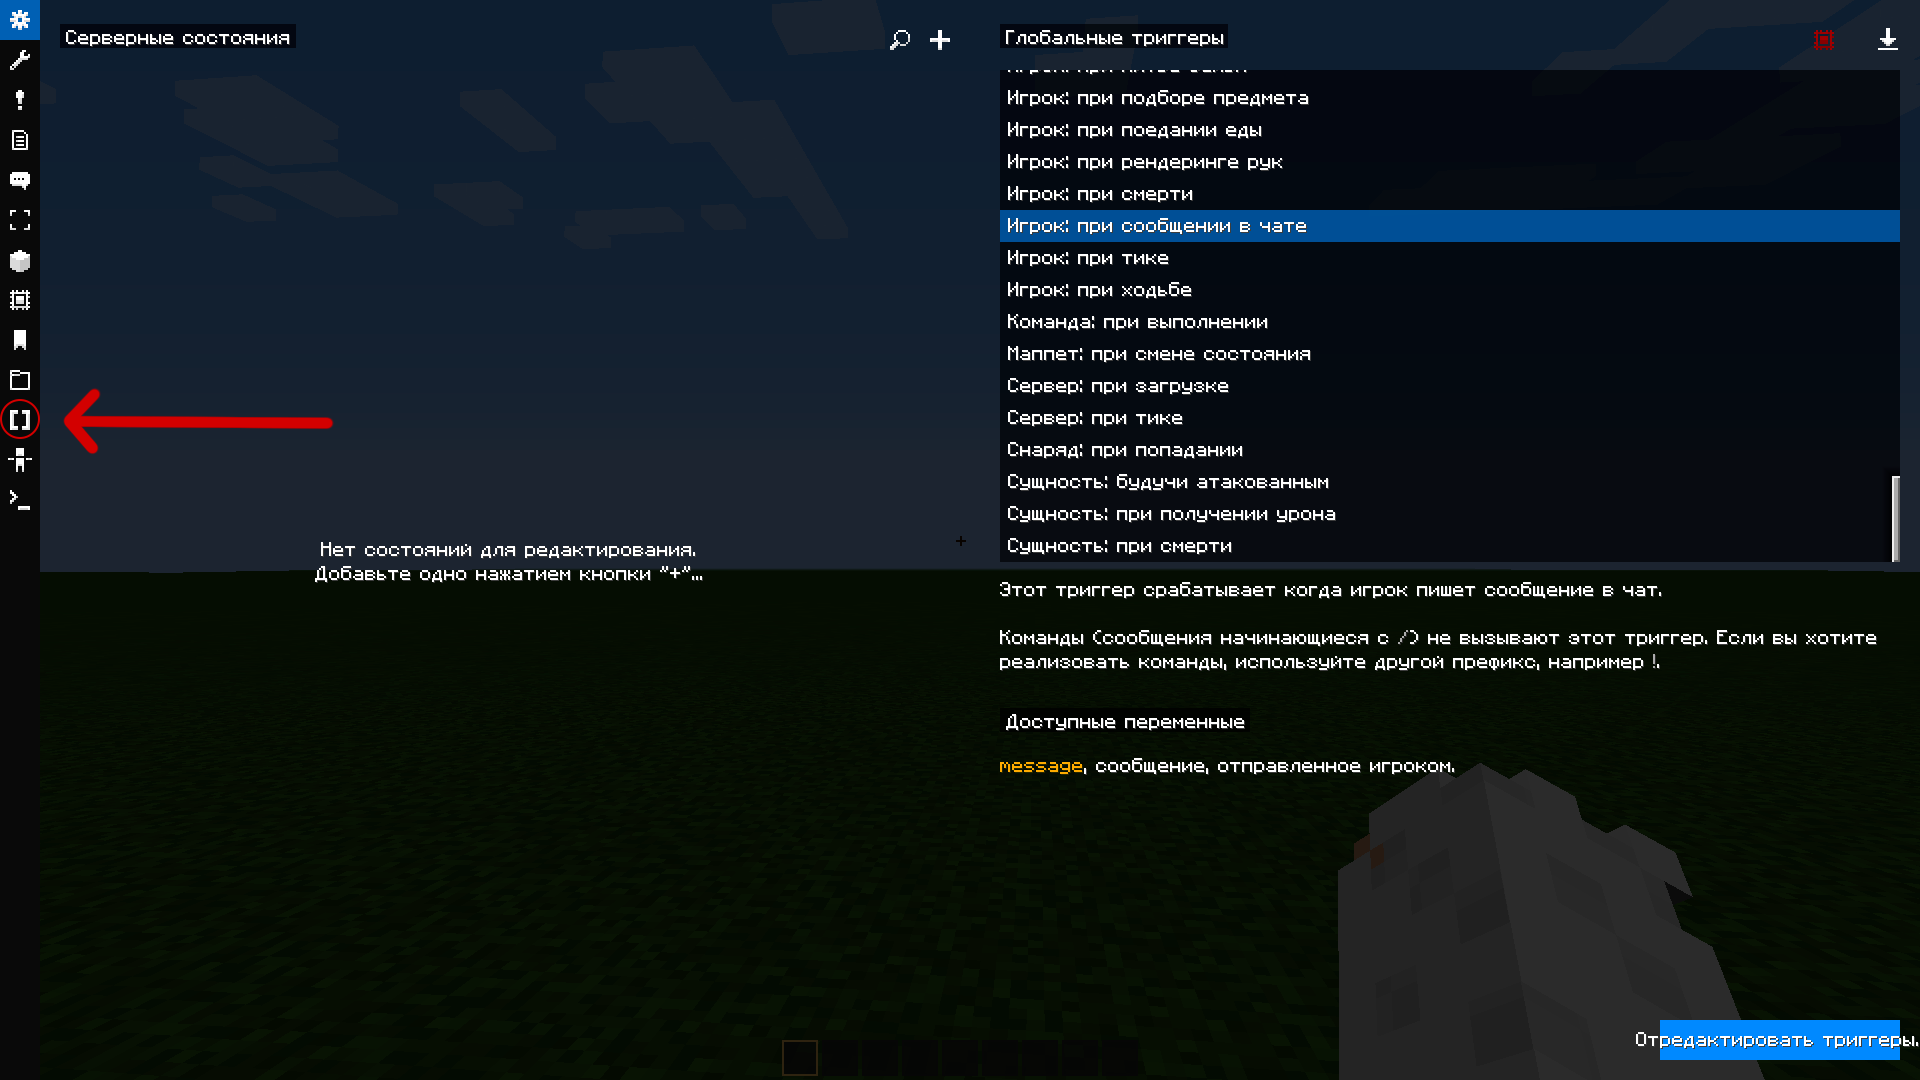 Серверные состояния
Нет состояний для редактирования.
Добавьте одно нажатием кнопки "+"...
Глобальные триггеры
Игрок: при подборе предмета
Игрок: при поедании еды
Игрок: при рендеринге рук
Игрок: при смерти
Игрок: при сообщении в чате
Игрок: при тике
Игрок: при ходьбе
Команда: при выполнении
Маппет: при смене состояния
Сервер: при загрузке
Сервер: при тике
Снаряд: при попадании
Сущность: будучи атакованным
Сущность: при получении урона
Сущность: при смерти
Этот триггер срабатывает когда игрок пишет сообщение в чат.
Команды (сообщения начинающиеся с /) не вызывают этот триггер. Если вы хотите
реализовать команды, используйте другой префикс, например !.
Доступные переменные
message, сообщение, отправленное игроком.
Отредактировать триггеры.